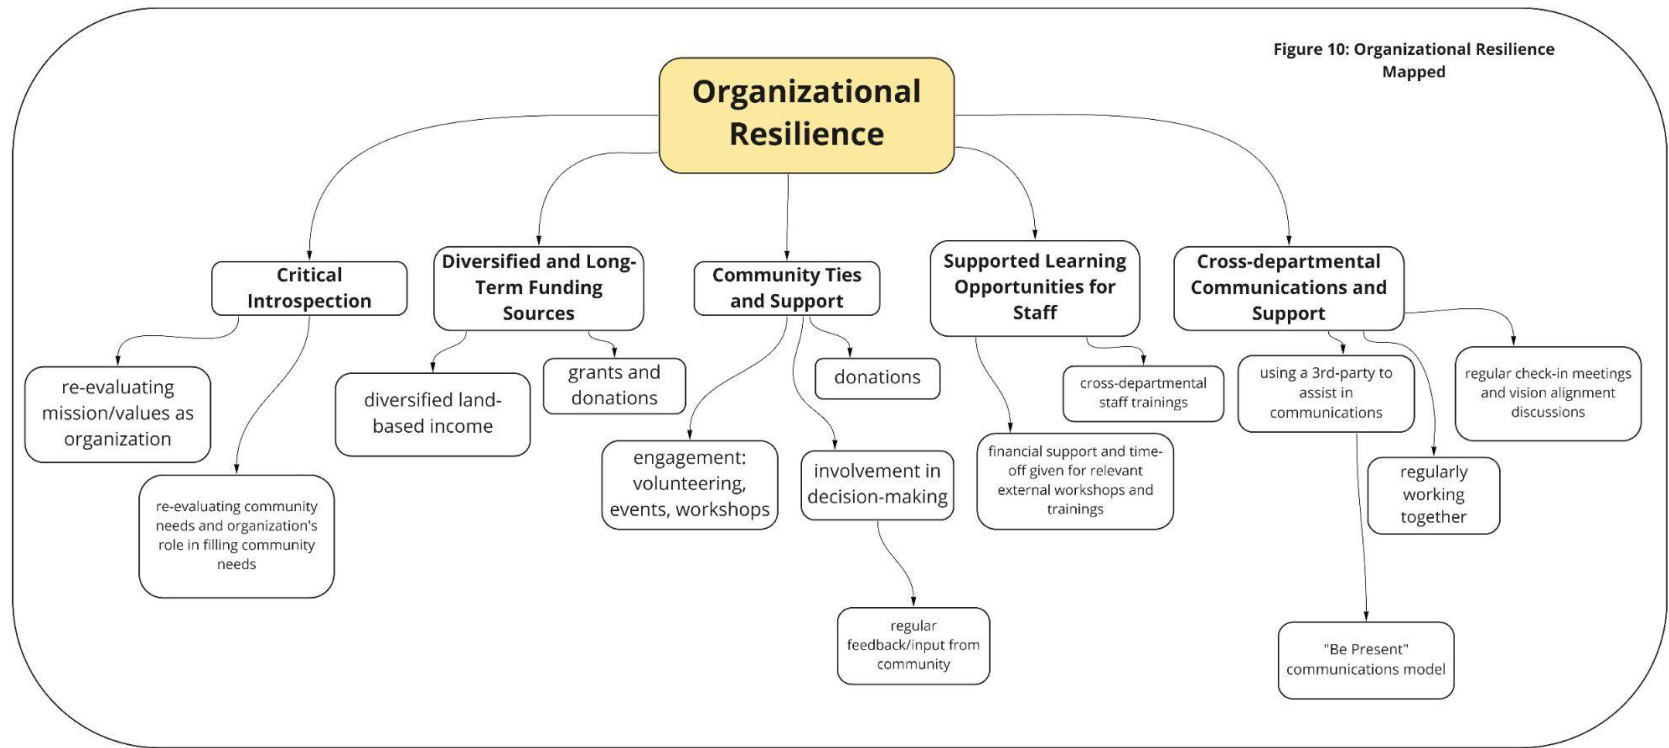 Figure 10: Organizational Resilience
Mapped
Organizational
Resilience
Critical
Introspection
Diversified and Long-
Term Funding
Sources
Community Ties
and Support
Supported Learning
Opportunities for
Staff
Cross-departmental
Communications and
Support
re-evaluating
mission/values as
organization
re-evaluating community
needs and organization's
role in filling community
needs
diversified land-
based income
grants and
donations
engagement:
volunteering,
events, workshops
involvement in
decision-making
donations
regular
feedback/input from
community
financial support and time-
off given for relevant
external workshops and
trainings
cross-departmental
staff trainings
using a 3rd-party to
assist in
communications
regularly
working
together
regular check-in meetings
and vision alignment
discussions
"Be Present"
communications model